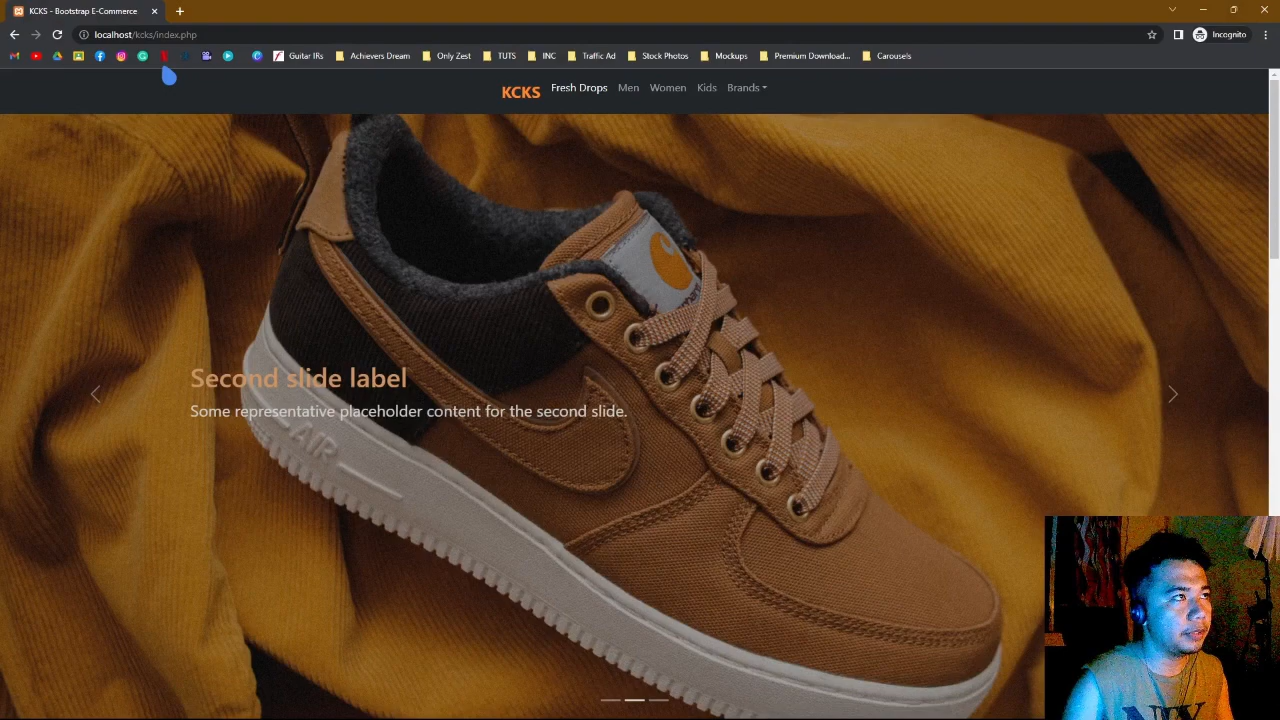 KCKS - Bootstrap E-Commerce
localhost/kcks/index.php
Incognito
Guitar IRs
Achievers Dream
Only Zest
TUTS
INC
Traffic Ad
Stock Photos
Mockups
Premium Download...
Carousels
KCKS
Fresh Drops
Men
Women
Kids
Brands
Second slide label
Some representative placeholder content for the second slide.
AIR